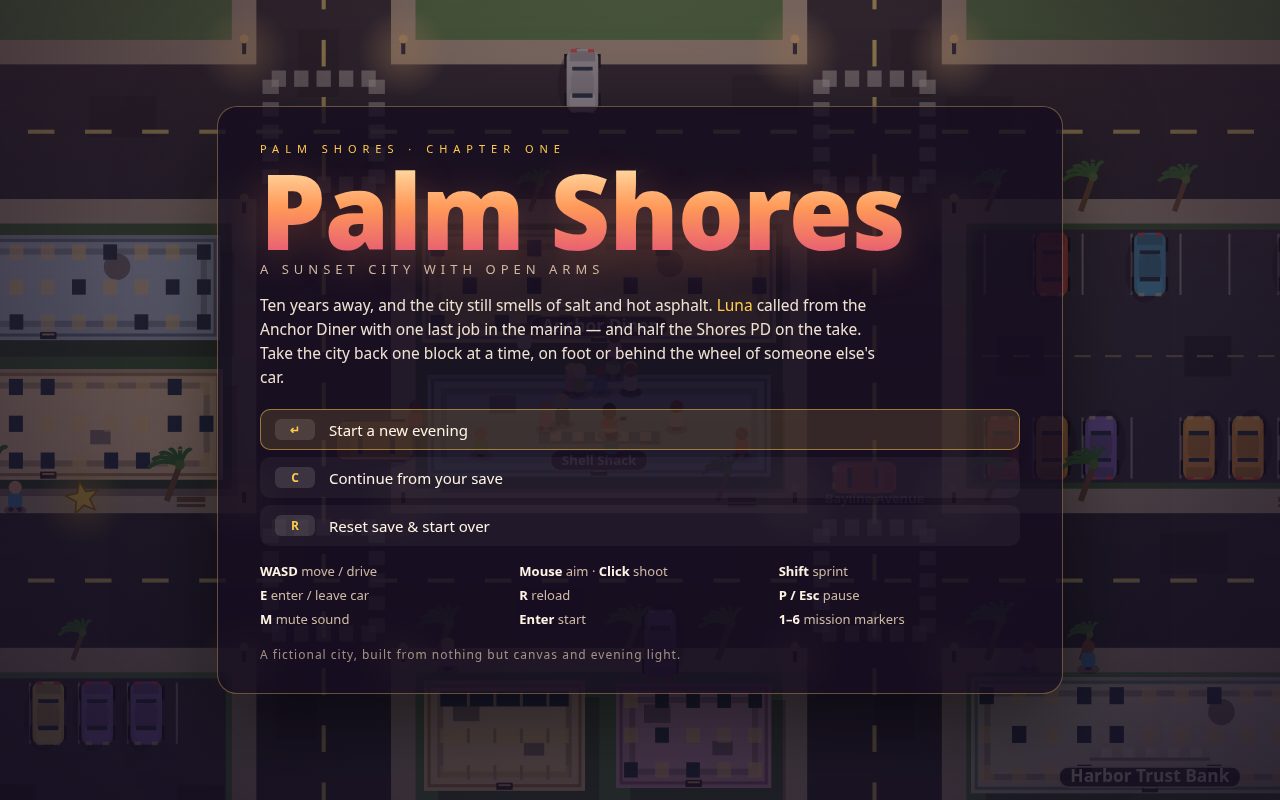 PALM SHORES · CHAPTER ONE
Palm Shores
A SUNSET CITY WITH OPEN ARMS
Ten years away, and the city still smells of salt and hot asphalt. Luna called from the
Anchor Diner with one last job in the marina — and half the Shores PD on the take.
Take the city back one block at a time, on foot or behind the wheel of someone else's
car.
↵ Start a new evening
Shell Shack
C Continue from your save
Bayline Avenue
R Reset save & start over
WASD move / drive
Mouse aim · Click shoot
Shift sprint
E enter / leave car
R reload
P / Esc pause
M mute sound
Enter start
1–6 mission markers
A fictional city, built from nothing but canvas and evening light.
Harbor Trust Bank